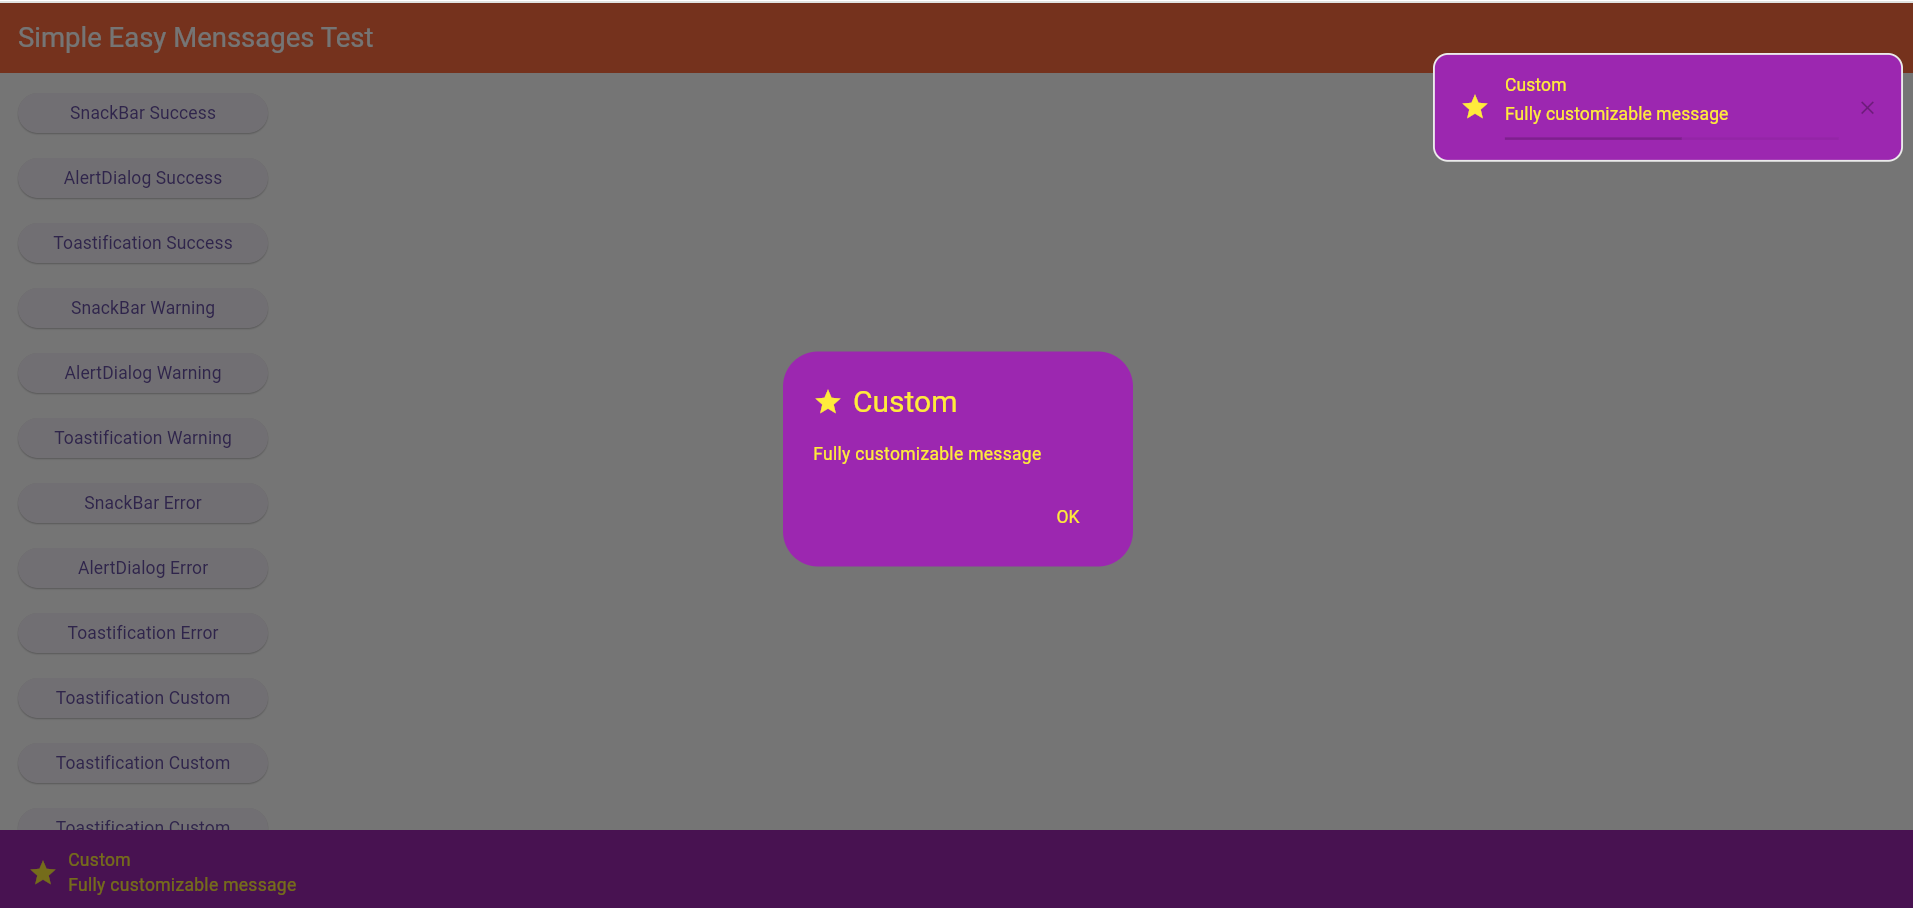 Simple Easy Menssages Test
SnackBar Success
AlertDialog Success
Toastification Success
SnackBar Warning
AlertDialog Warning
Toastification Warning
SnackBar Error
AlertDialog Error
Toastification Error
Toastification Custom
Toastification Custom
Toastification Custom
Custom
Fully customizable message
Custom
Fully customizable message
OK
Custom
Fully customizable message